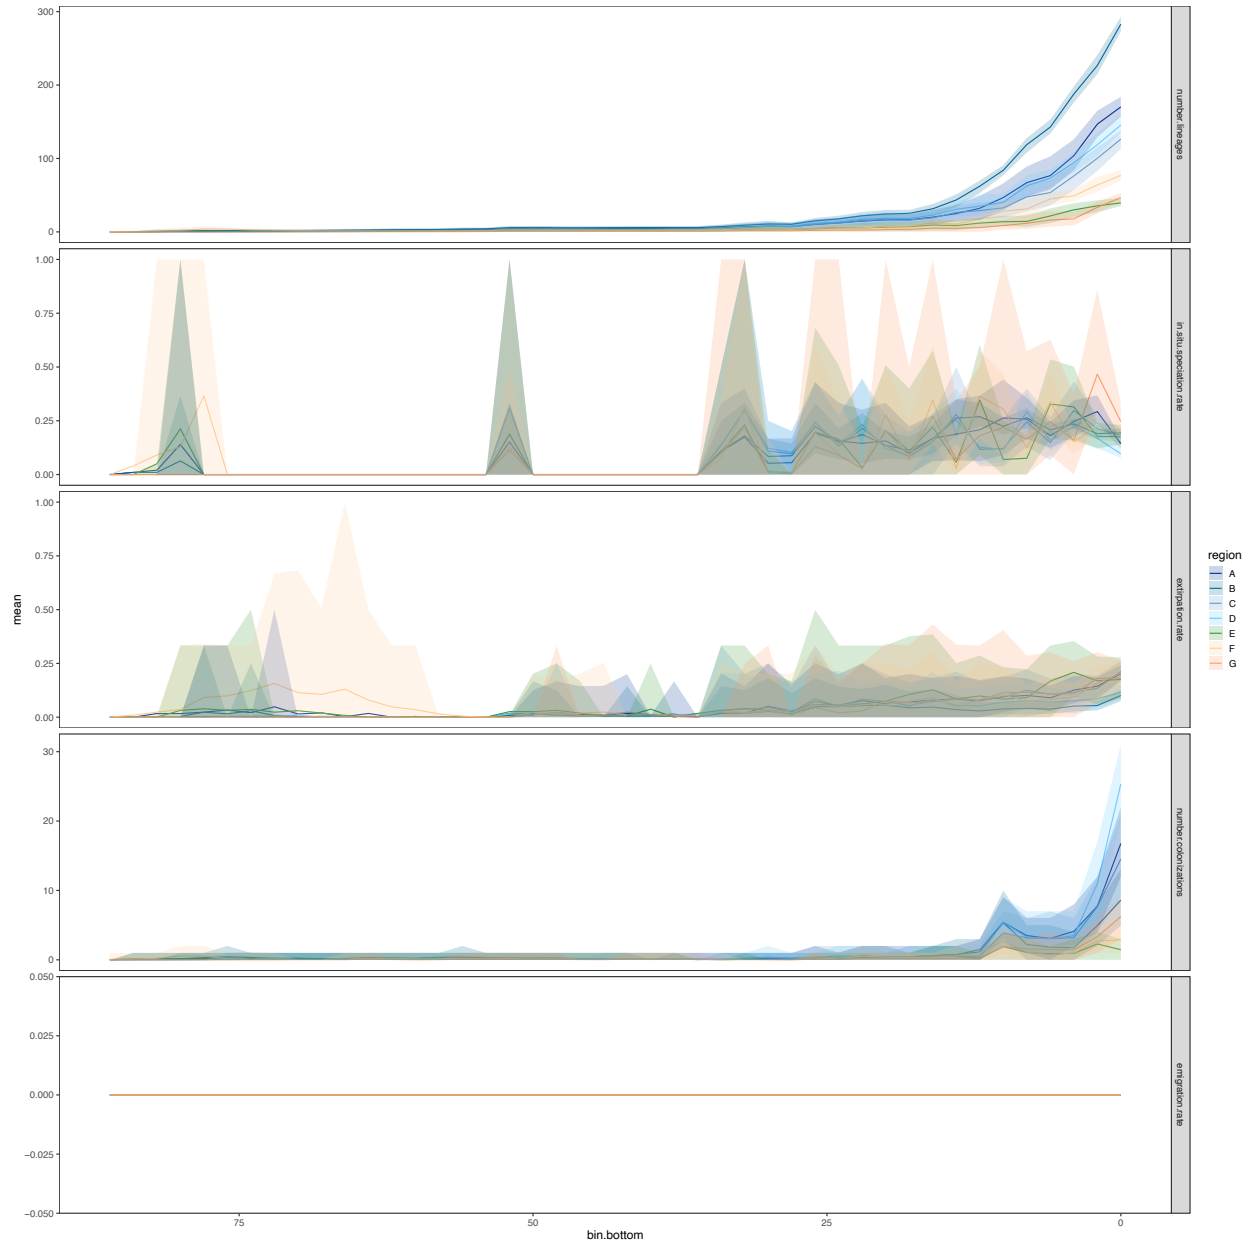 300
200
100
0
number.lineages
1.00
0.75
0.50
0.25
0.00
in.situ.speciation.rate
1.00
0.75
0.50
0.25
0.00
extirpation.rate
30
20
10
0
number.colonizations
0.050
0.025
0.000
−0.025
−0.050
emigration.rate
mean
75
50
25
0
bin.bottom
region
A
B
C
D
E
F
G